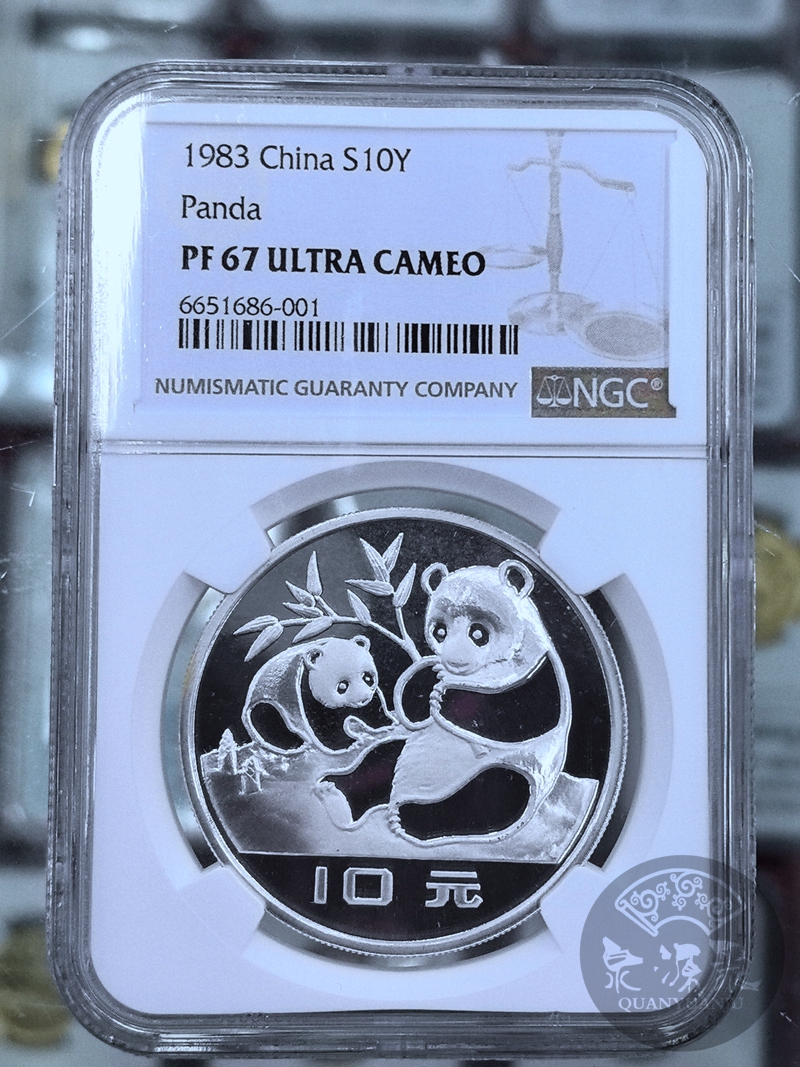 1983 China S10Y
Panda
PF 67 ULTRA CAMEO
6651686-001
NUMISMATIC GUARANTY COMPANY
NGC®
10 元